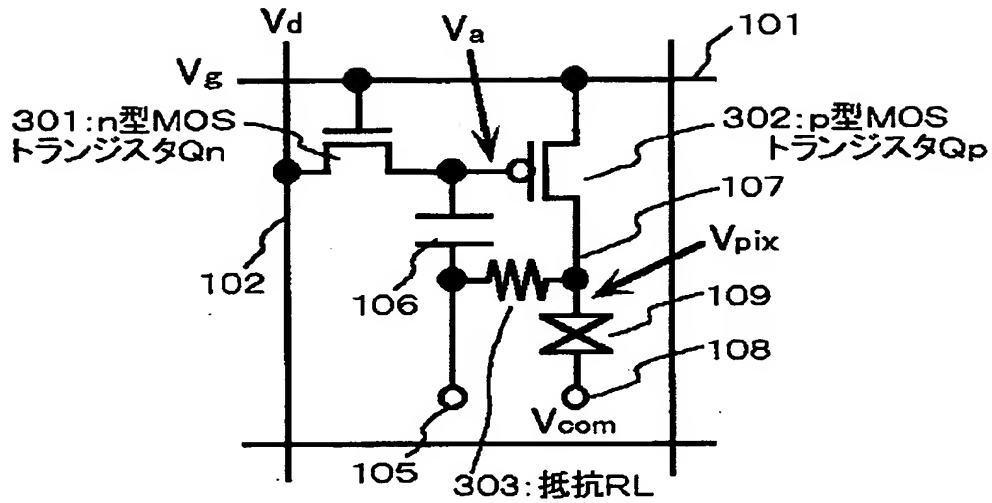 Vd
Va
101
Vg
301:n型MOS
トランジスタQn
302:p型MOS
トランジスタQp
107
Vpix
102
106
109
108
Vcom
105
303:抵抗RL